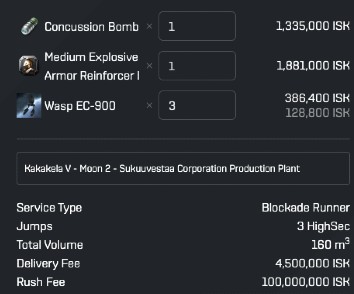 Concussion Bomb × 1 1,335,000 ISK
Medium Explosive
Armor Reinforcer I × 1 1,881,000 ISK
Wasp EC-900 × 3 386,400 ISK
128,800 ISK
Kakakela V - Moon 2 - Sukuuvestaa Corporation Production Plant
Service Type Blockade Runner
Jumps 3 HighSec
Total Volume 160 m³
Delivery Fee 4,500,000 ISK
Rush Fee 100,000,000 ISK